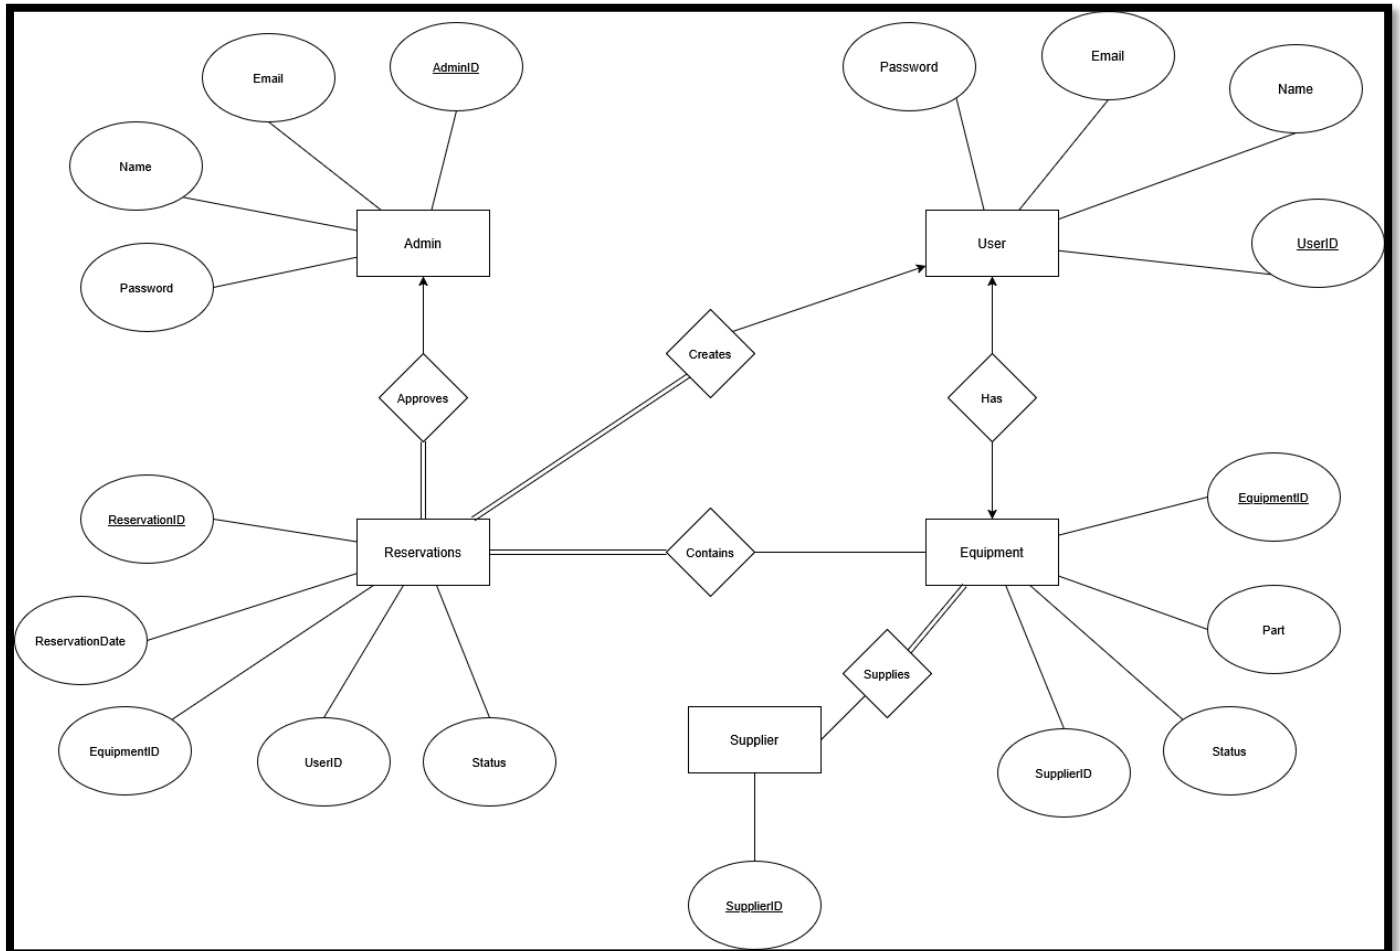 AdminID
Email
Name
Password
Admin
Password
Email
Name
UserID
User
Creates
Approves
Has
ReservationID
Reservations
Contains
Equipment
EquipmentID
ReservationDate
Part
EquipmentID
UserID
Status
Supplies
Supplier
SupplierID
Status
SupplierID